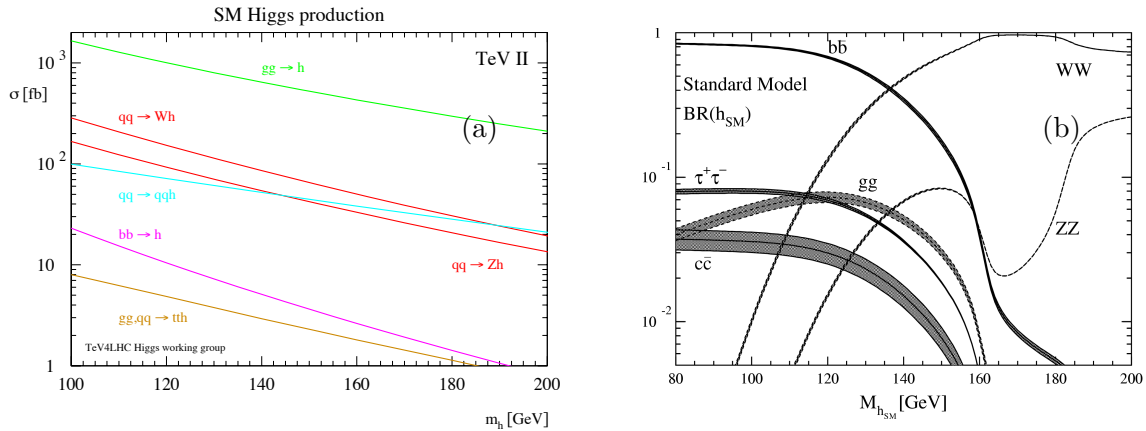 SM Higgs production
TeV II
σ [fb]
gg → h
qq → Wh
(a)
qq → qqh
bb → h
qq → Zh
gg,qq → tth
TeV4LHC Higgs working group
10³
10²
10
1
100 120 140 160 180 200
m_h [GeV]
bb̄
WW
Standard Model
BR(h_SM)
(b)
τ⁺τ⁻
gg
ZZ
cc̄
1
10⁻¹
10⁻²
80 100 120 140 160 180 200
M_h_SM [GeV]